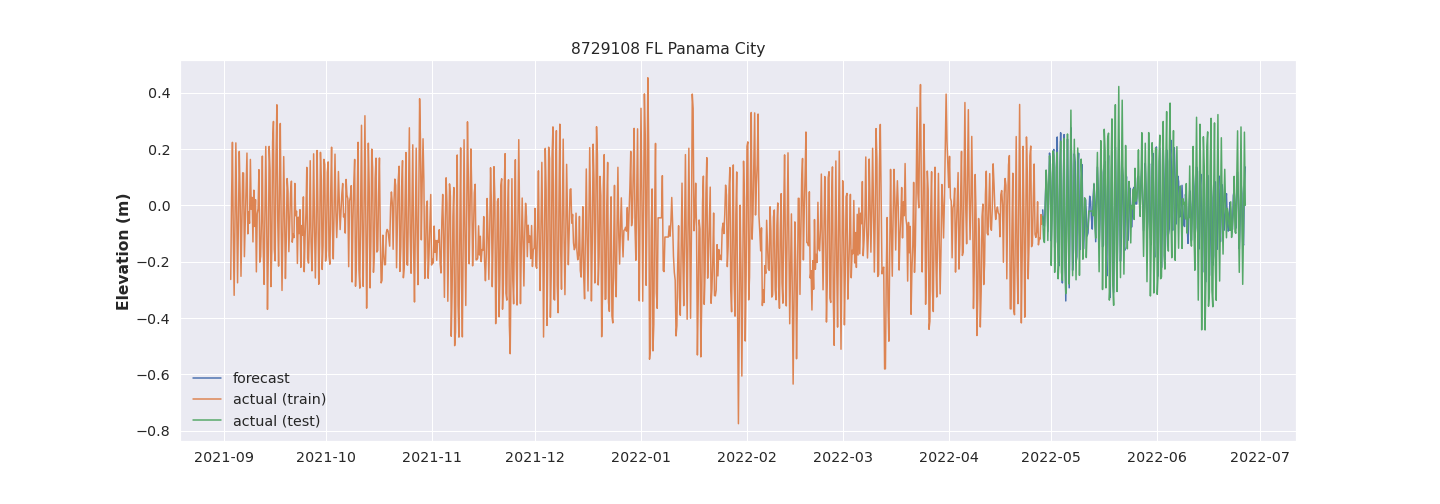 8729108 FL Panama City
Elevation (m)
0.4
0.2
0.0
−0.2
−0.4
−0.6
−0.8
forecast
actual (train)
actual (test)
2021-09 2021-10 2021-11 2021-12 2022-01 2022-02 2022-03 2022-04 2022-05 2022-06 2022-07